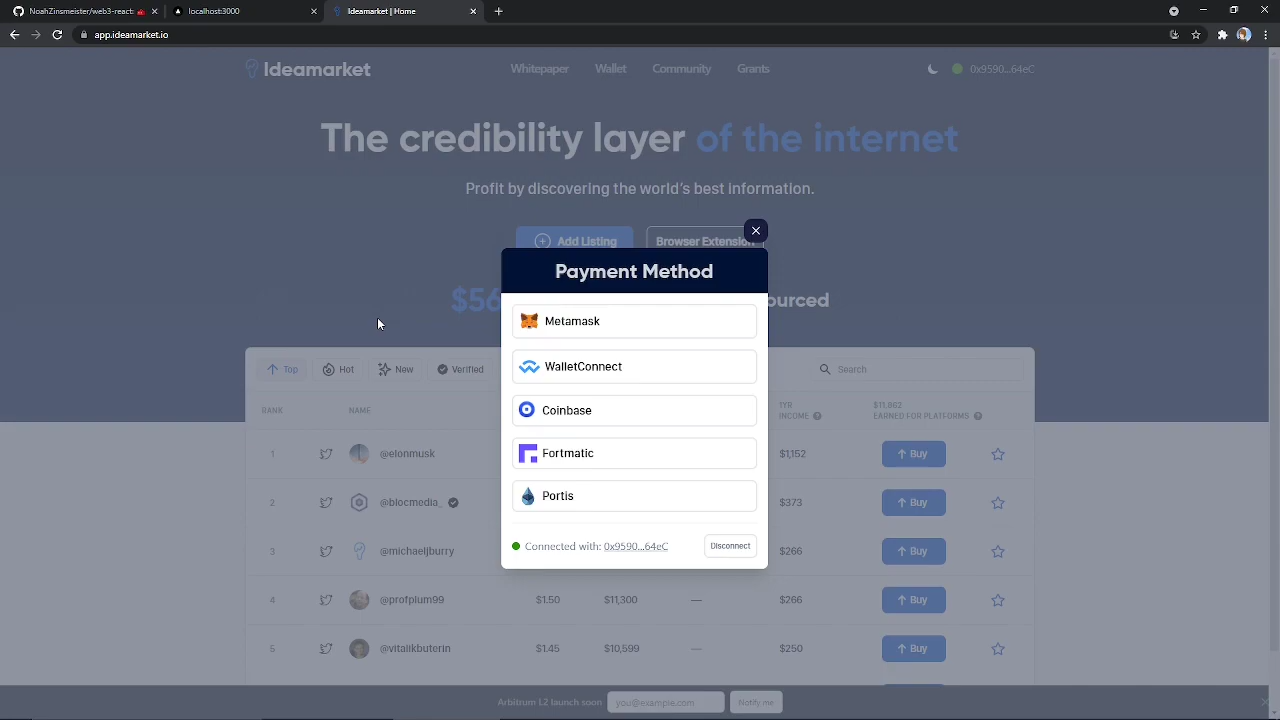 NoahZinsmeister/web3-react
localhost:3000
Ideamarket | Home
app.ideamarket.io
Ideamarket
Whitepaper
Wallet
Community
Grants
0x9590...64eC
The credibility layer of the internet
Profit by discovering the world's best information.
Add Listing
Browser Extension
Payment Method
$56
ourced
Metamask
WalletConnect
Coinbase
Fortmatic
Portis
Connected with: 0x9590...64eC
Disconnect
Top
Hot
New
Verified
Search
RANK
NAME
1YR
INCOME
$11,862
EARNED FOR PLATFORMS
1 @elonmusk $1,152 Buy
2 @blocmedia_ $373 Buy
3 @michaeljburry $266 Buy
4 @profplum99 $1.50 $11,300 — $266 Buy
5 @vitalikbuterin $1.45 $10,599 — $250 Buy
Arbitrum L2 launch soon
you@example.com
Notify me